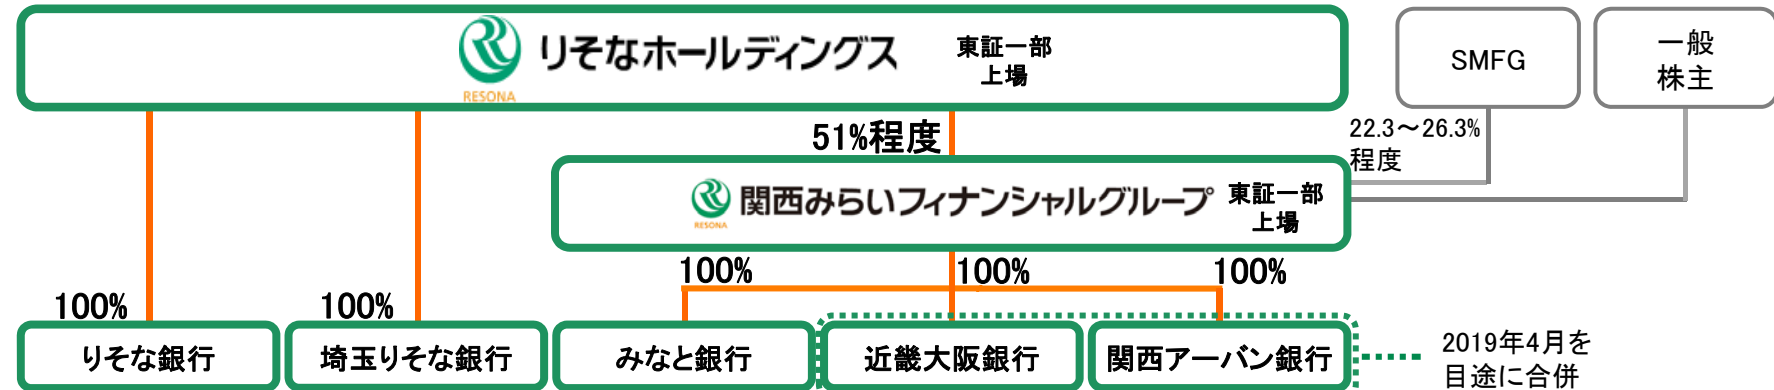 りそなホールディングス
RESONA
東証一部
上場
SMFG
一般
株主
51%程度
22.3～26.3%
程度
関西みらいフィナンシャルグループ
RESONA
東証一部
上場
100%
100%
100%
100%
100%
りそな銀行
埼玉りそな銀行
みなと銀行
近畿大阪銀行
関西アーバン銀行
2019年4月を
目途に合併